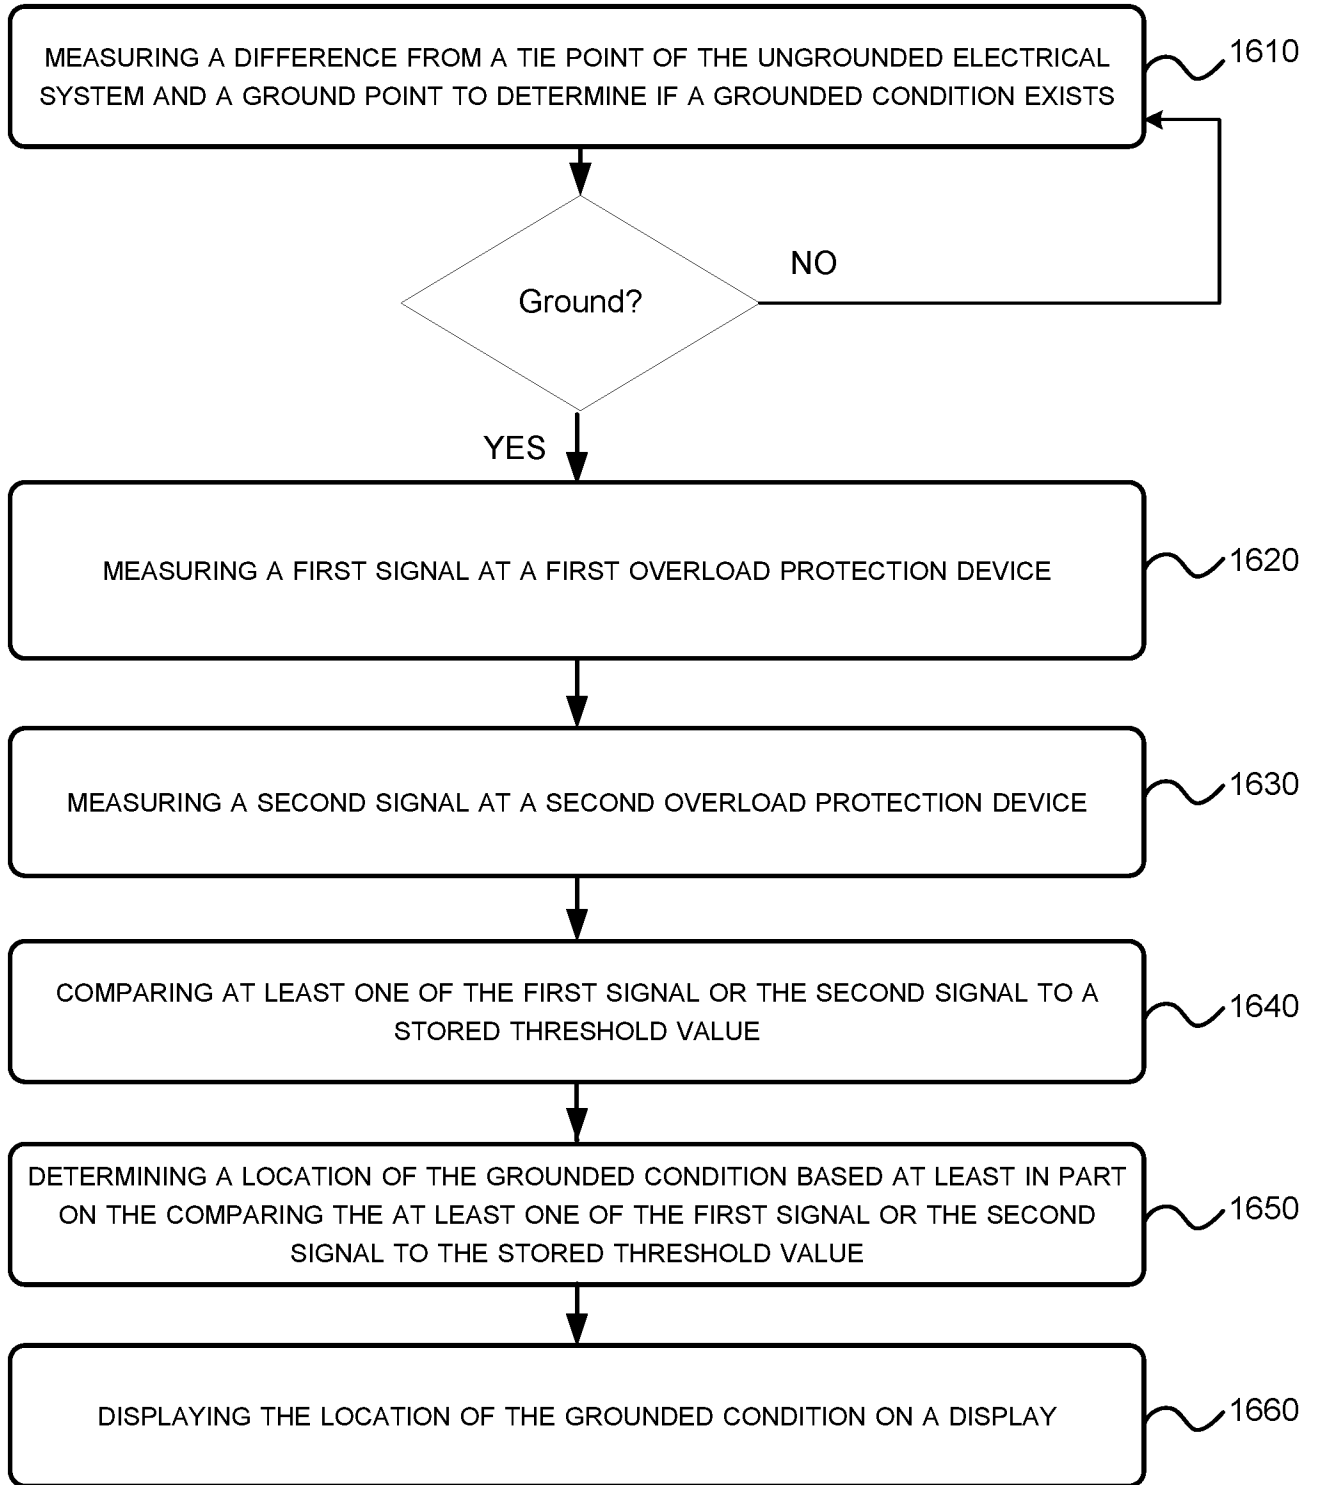 MEASURING A DIFFERENCE FROM A TIE POINT OF THE UNGROUNDED ELECTRICAL
SYSTEM AND A GROUND POINT TO DETERMINE IF A GROUNDED CONDITION EXISTS
1610
Ground?
NO
YES
MEASURING A FIRST SIGNAL AT A FIRST OVERLOAD PROTECTION DEVICE
1620
MEASURING A SECOND SIGNAL AT A SECOND OVERLOAD PROTECTION DEVICE
1630
COMPARING AT LEAST ONE OF THE FIRST SIGNAL OR THE SECOND SIGNAL TO A
STORED THRESHOLD VALUE
1640
DETERMINING A LOCATION OF THE GROUNDED CONDITION BASED AT LEAST IN PART
ON THE COMPARING THE AT LEAST ONE OF THE FIRST SIGNAL OR THE SECOND
SIGNAL TO THE STORED THRESHOLD VALUE
1650
DISPLAYING THE LOCATION OF THE GROUNDED CONDITION ON A DISPLAY
1660